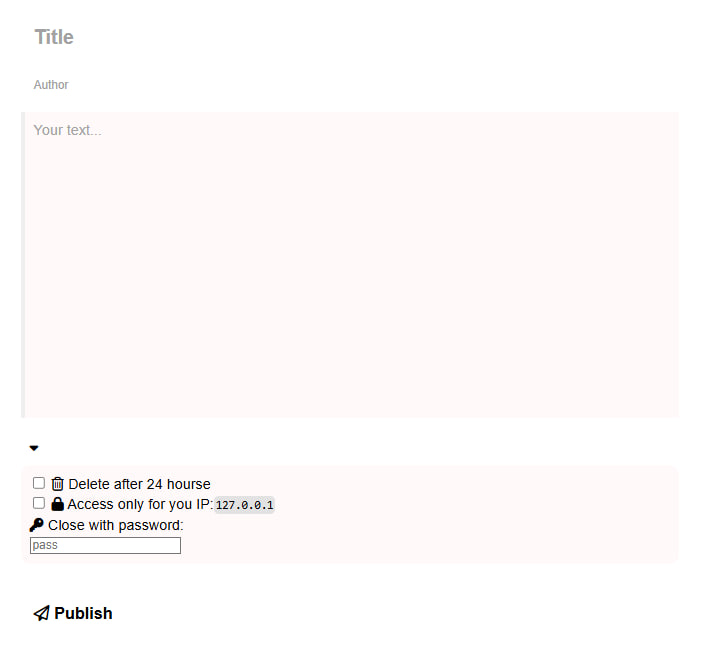 Title
Author
Your text...
Delete after 24 hourse
Access only for you IP:127.0.0.1
Close with password:
pass
Publish